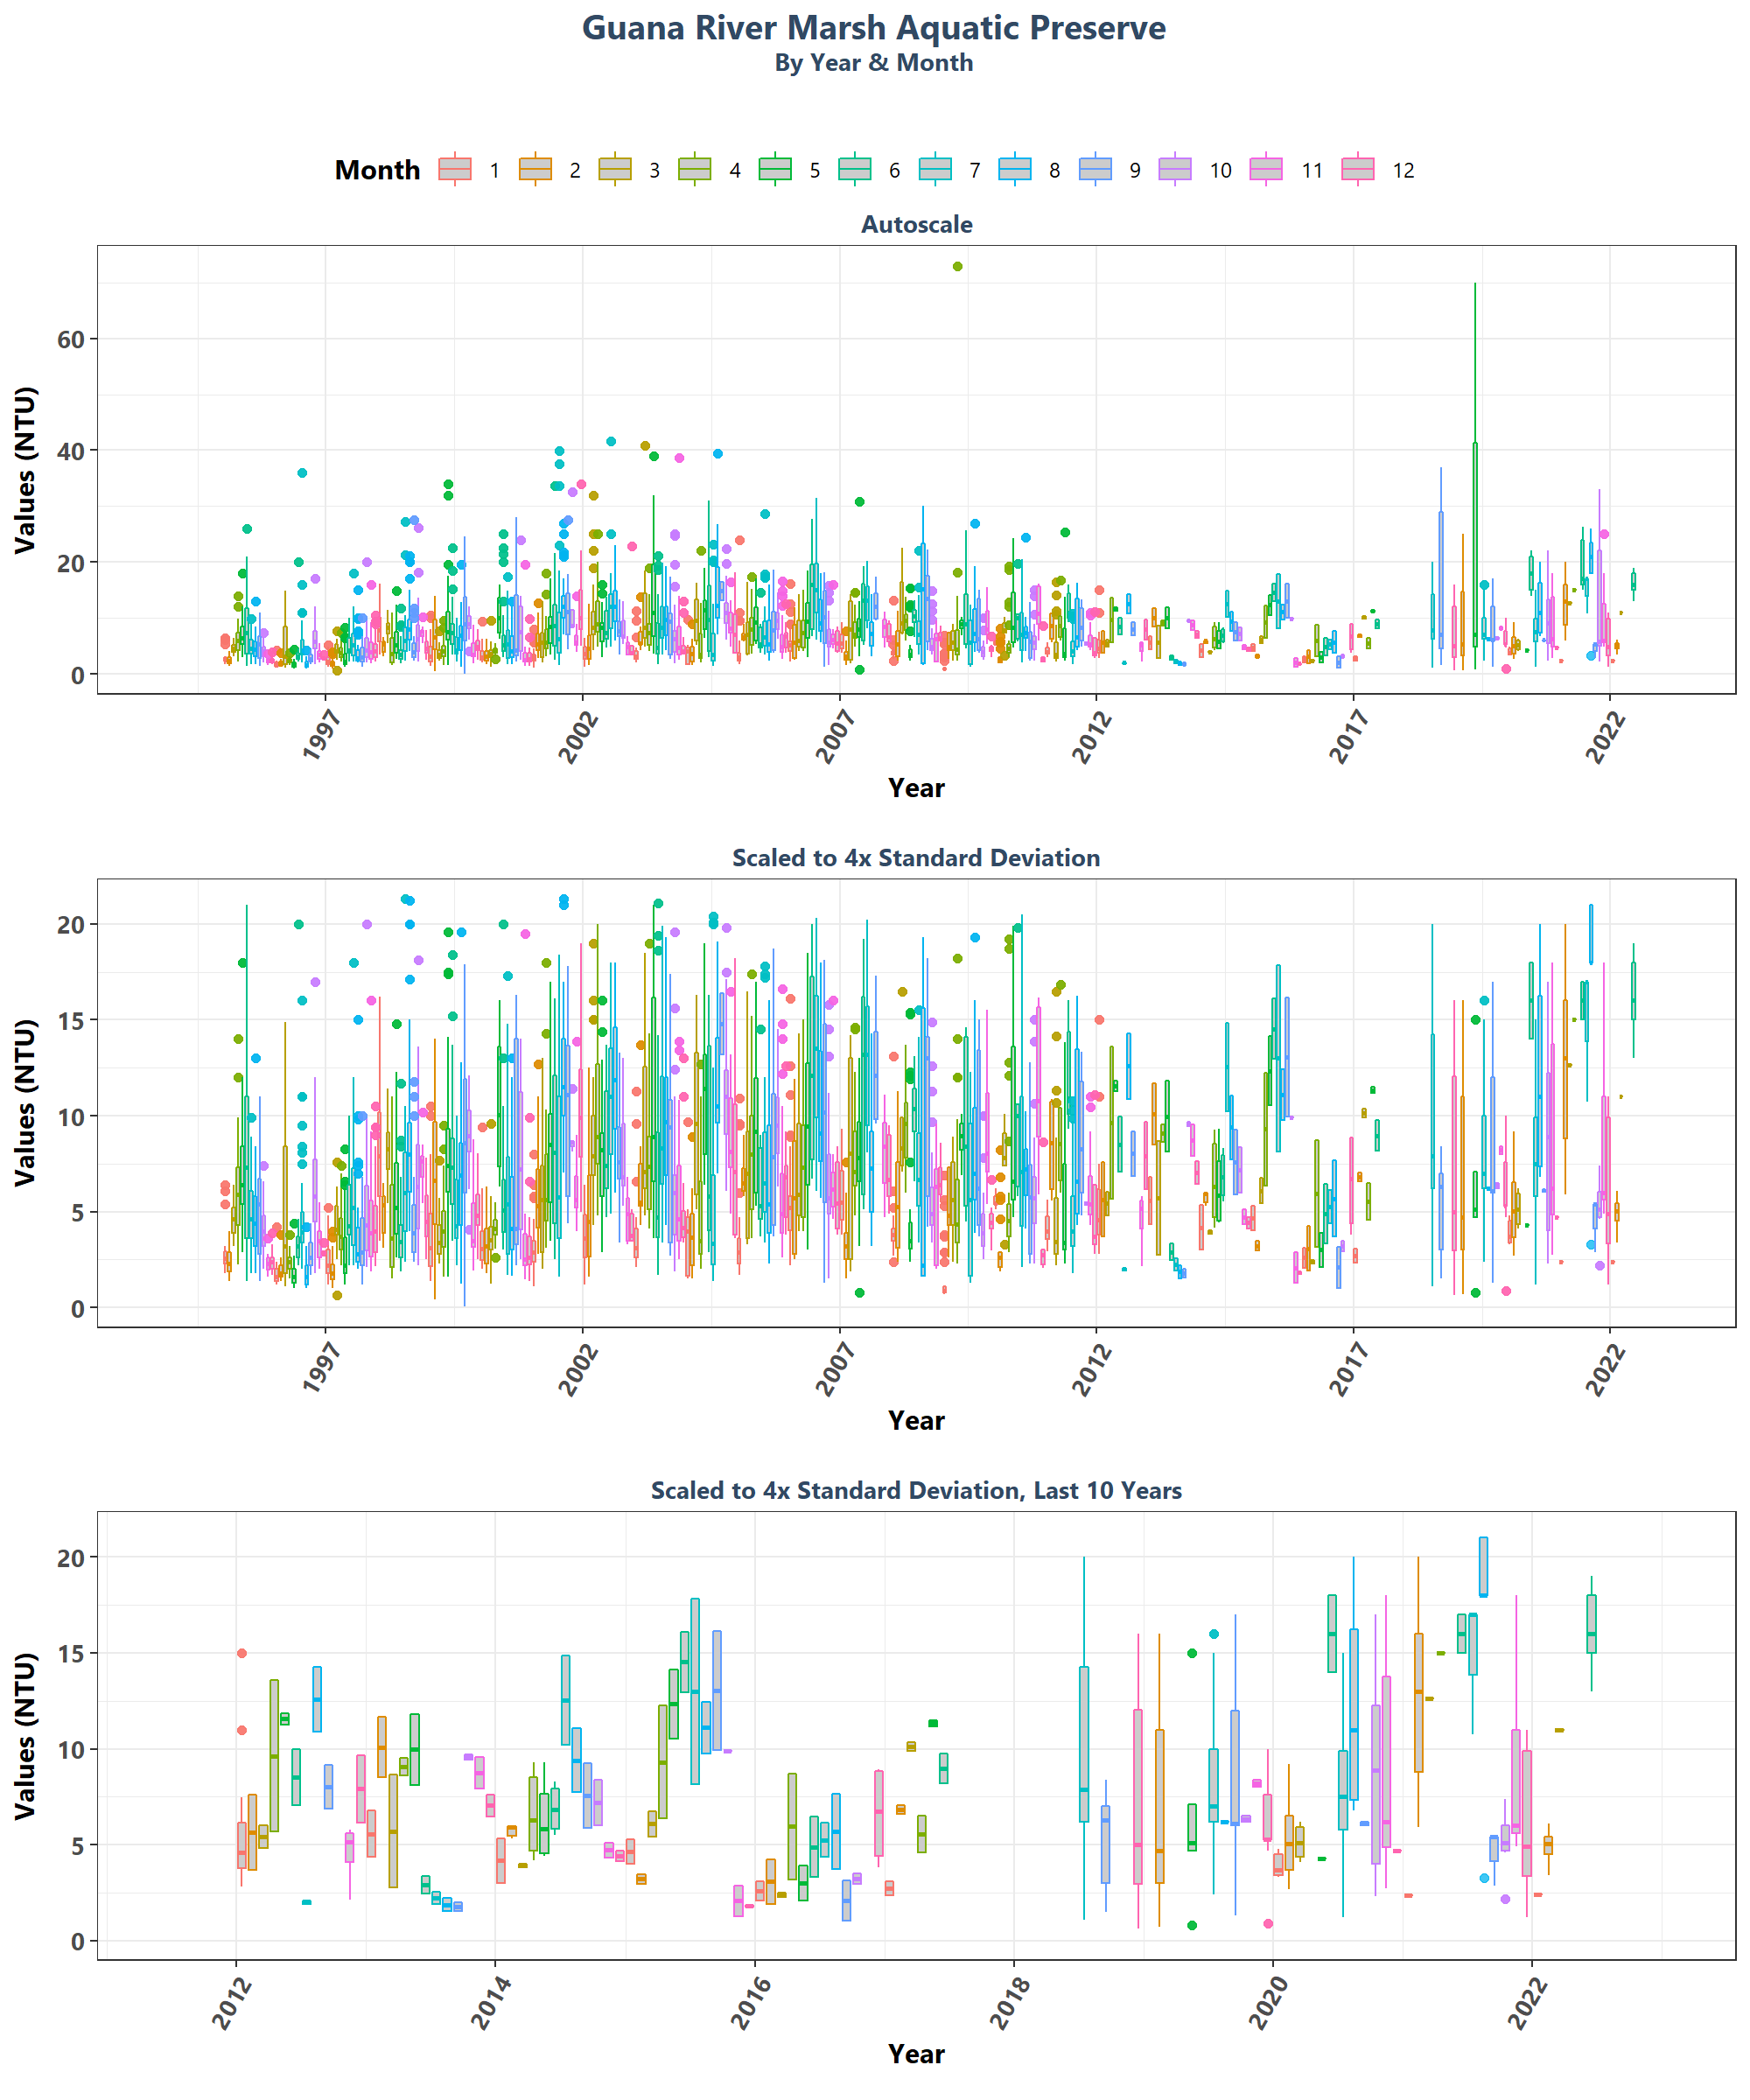 Guana River Marsh Aquatic Preserve
By Year & Month
Month 1 2 3 4 5 6 7 8 9 10 11 12
Autoscale
Values (NTU)
60
40
20
0
1997 2002 2007 2012 2017 2022
Year
Scaled to 4x Standard Deviation
Values (NTU)
20
15
10
5
0
1997 2002 2007 2012 2017 2022
Year
Scaled to 4x Standard Deviation, Last 10 Years
Values (NTU)
20
15
10
5
0
2012 2014 2016 2018 2020 2022
Year